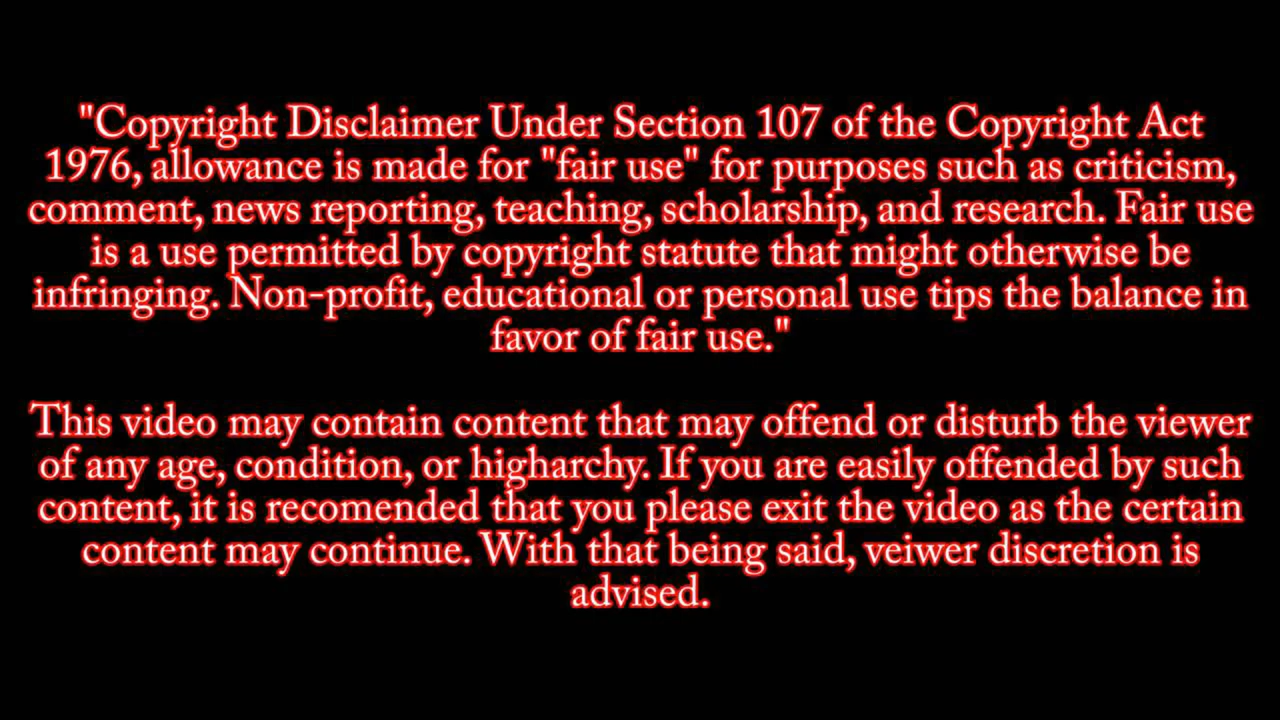 "Copyright Disclaimer Under Section 107 of the Copyright Act
1976, allowance is made for "fair use" for purposes such as criticism,
comment, news reporting, teaching, scholarship, and research. Fair use
is a use permitted by copyright statute that might otherwise be
infringing. Non-profit, educational or personal use tips the balance in
favor of fair use."
This video may contain content that may offend or disturb the viewer
of any age, condition, or higharchy. If you are easily offended by such
content, it is recomended that you please exit the video as the certain
content may continue. With that being said, veiwer discretion is
advised.